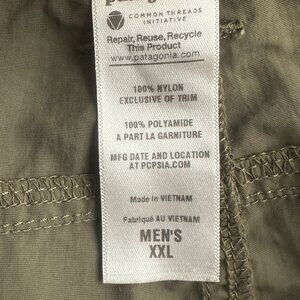 COMMON THREADS
INITIATIVE
Repair, Reuse, Recycle
This Product
www.patagonia.com
100% NYLON
EXCLUSIVE OF TRIM
100% POLYAMIDE
A PART LA GARNITURE
MFG DATE AND LOCATION
AT PCPSIA.COM
Made in VIETNAM
Fabriqué AU VIETNAM
MEN'S
XXL